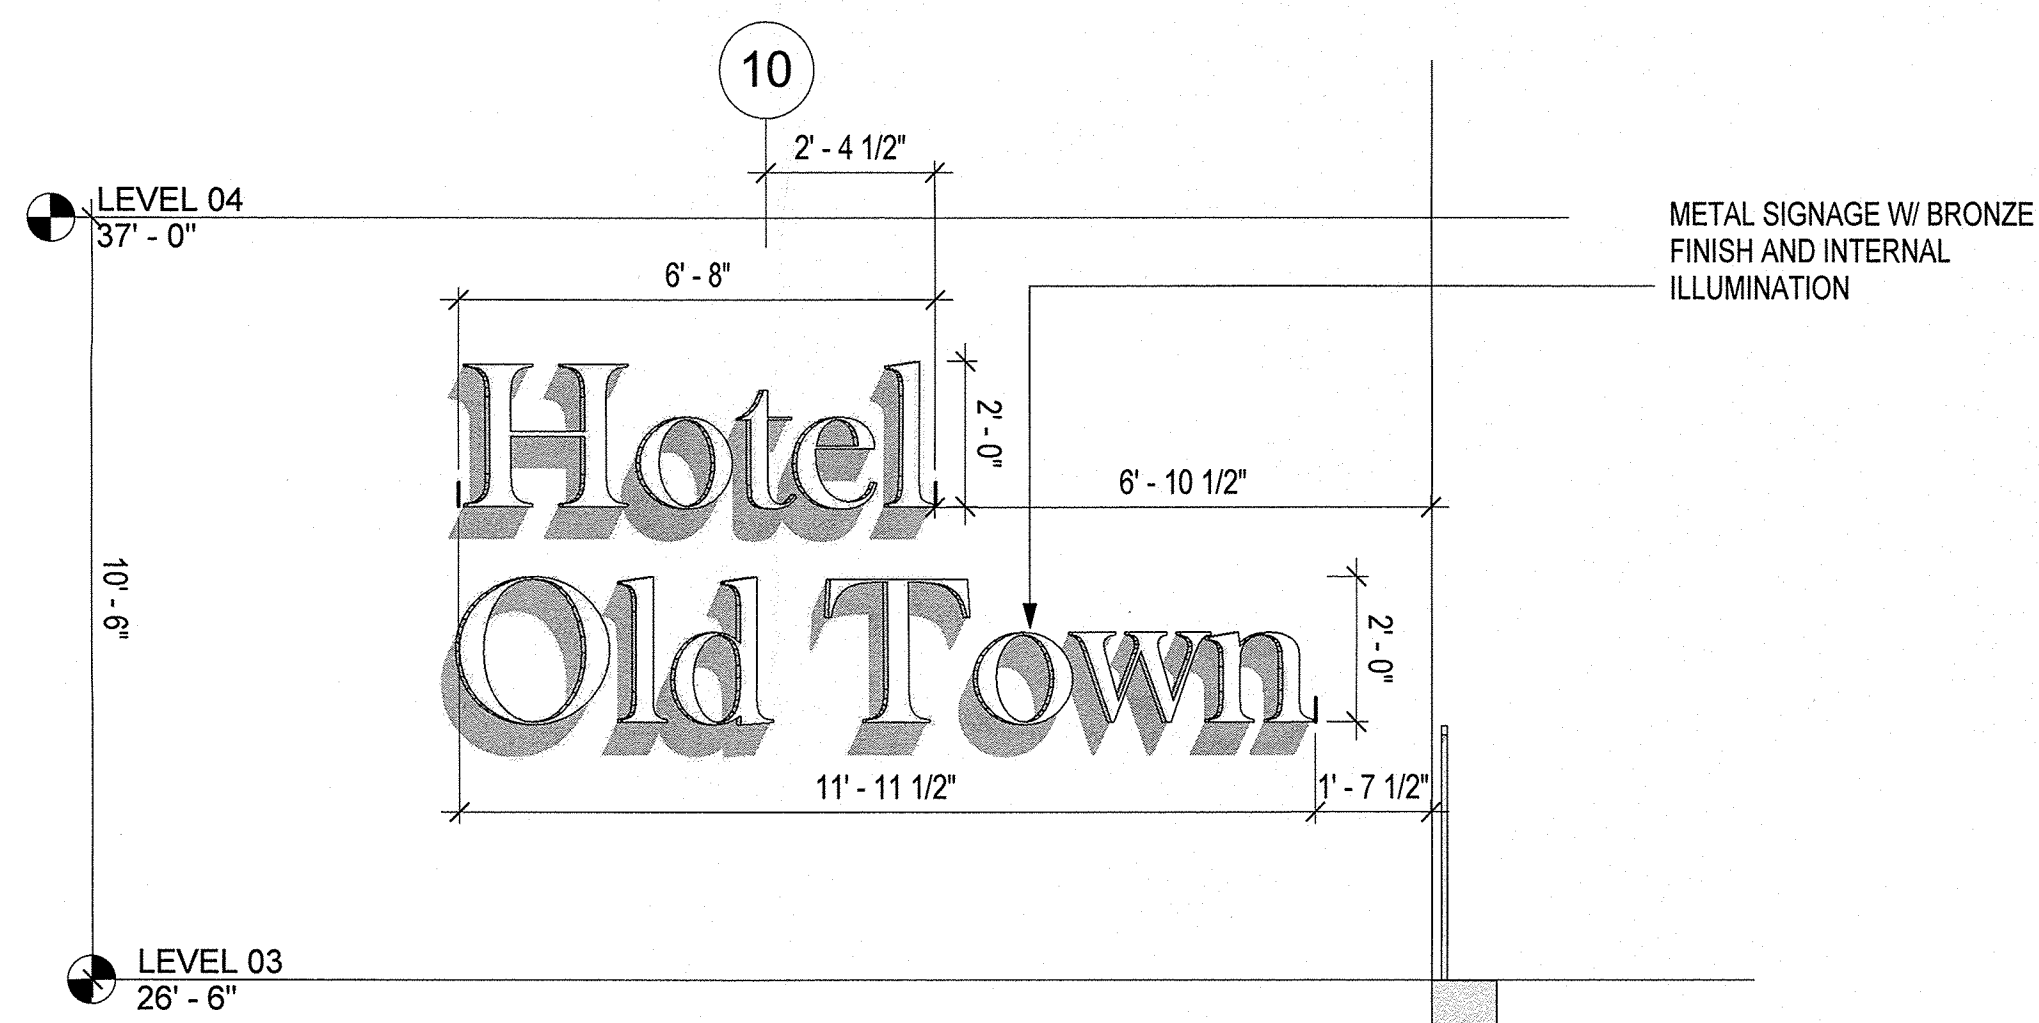 10
2' - 4 1/2"
LEVEL 04
37' - 0"
METAL SIGNAGE W/ BRONZE
FINISH AND INTERNAL
ILLUMINATION
6' - 8"
Hotel
2' - 0"
6' - 10 1/2"
10' - 6"
Old Town
2' - 0"
11' - 11 1/2"
1' - 7 1/2"
LEVEL 03
26' - 6"